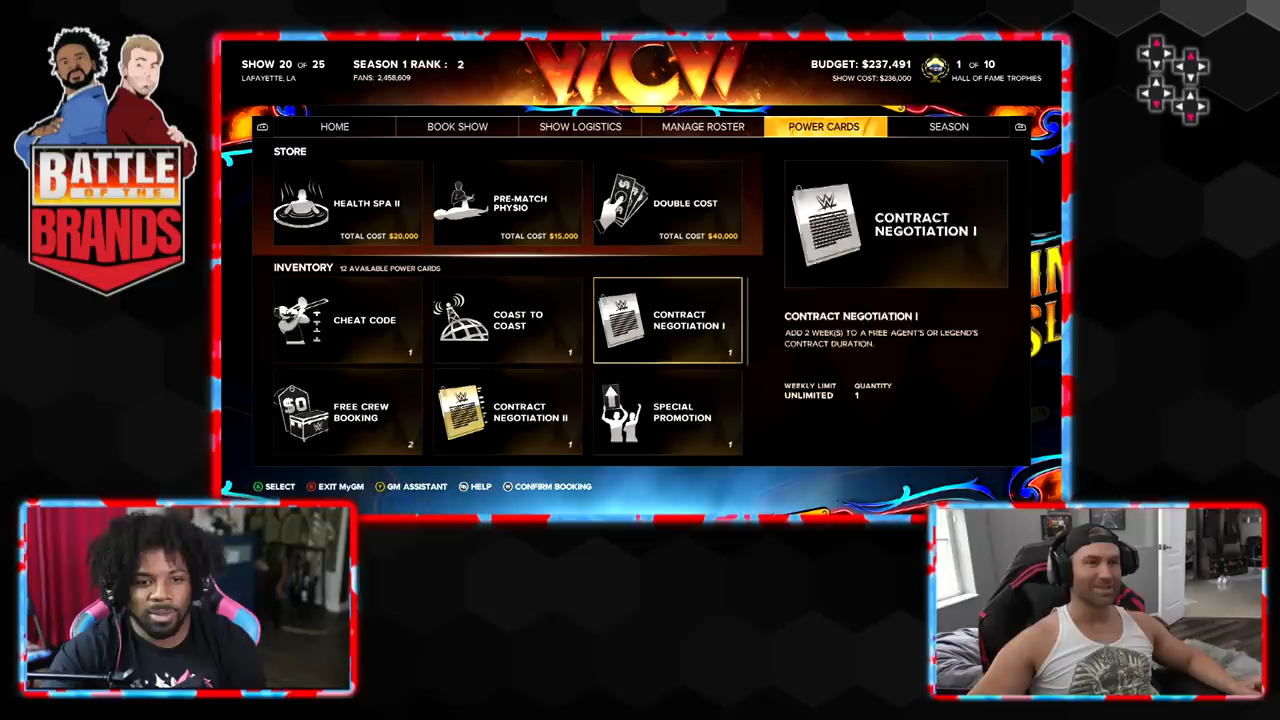 BATTLE
OF THE
BRANDS
SHOW 20 OF 25
LAFAYETTE, LA
SEASON 1 RANK : 2
FANS: 2,458,609
WCW
BUDGET: $237,491
SHOW COST: $236,000
1 OF 10
HALL OF FAME TROPHIES
HOME
BOOK SHOW
SHOW LOGISTICS
MANAGE ROSTER
POWER CARDS
SEASON
STORE
HEALTH SPA II
TOTAL COST $20,000
PRE-MATCH
PHYSIO
TOTAL COST $15,000
DOUBLE COST
TOTAL COST $40,000
INVENTORY 12 AVAILABLE POWER CARDS
CHEAT CODE
1
COAST TO
COAST
1
CONTRACT
NEGOTIATION I
1
$0
FREE CREW
BOOKING
2
CONTRACT
NEGOTIATION II
1
SPECIAL
PROMOTION
1
CONTRACT
NEGOTIATION I
CONTRACT NEGOTIATION I
ADD 2 WEEK(S) TO A FREE AGENT'S OR LEGEND'S
CONTRACT DURATION.
WEEKLY LIMIT
UNLIMITED
QUANTITY
1
A SELECT
B EXIT MyGM
Y GM ASSISTANT
HELP
CONFIRM BOOKING